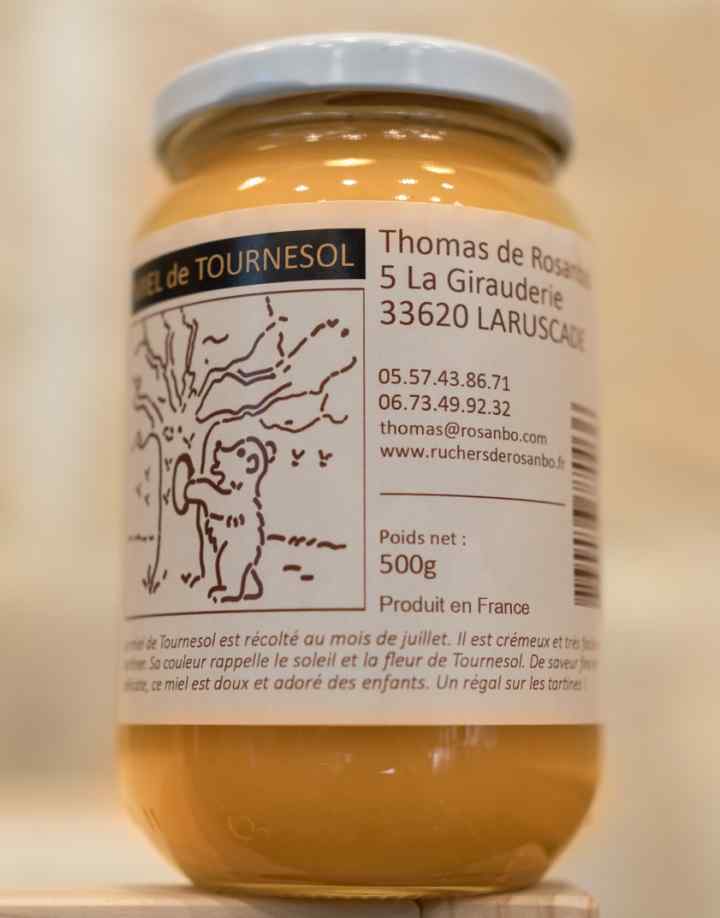 MIEL de TOURNESOL
Thomas de Rosanbo
5 La Girauderie
33620 LARUSCADE
05.57.43.86.71
06.73.49.92.32
thomas@rosanbo.com
www.ruchersderosanbo.fr
Poids net :
500g
Produit en France
miel de Tournesol est récolté au mois de juillet. Il est crémeux et très
Sa couleur rappelle le soleil et la fleur de Tournesol. De saveur
ce miel est doux et adoré des enfants. Un régal sur les tartines